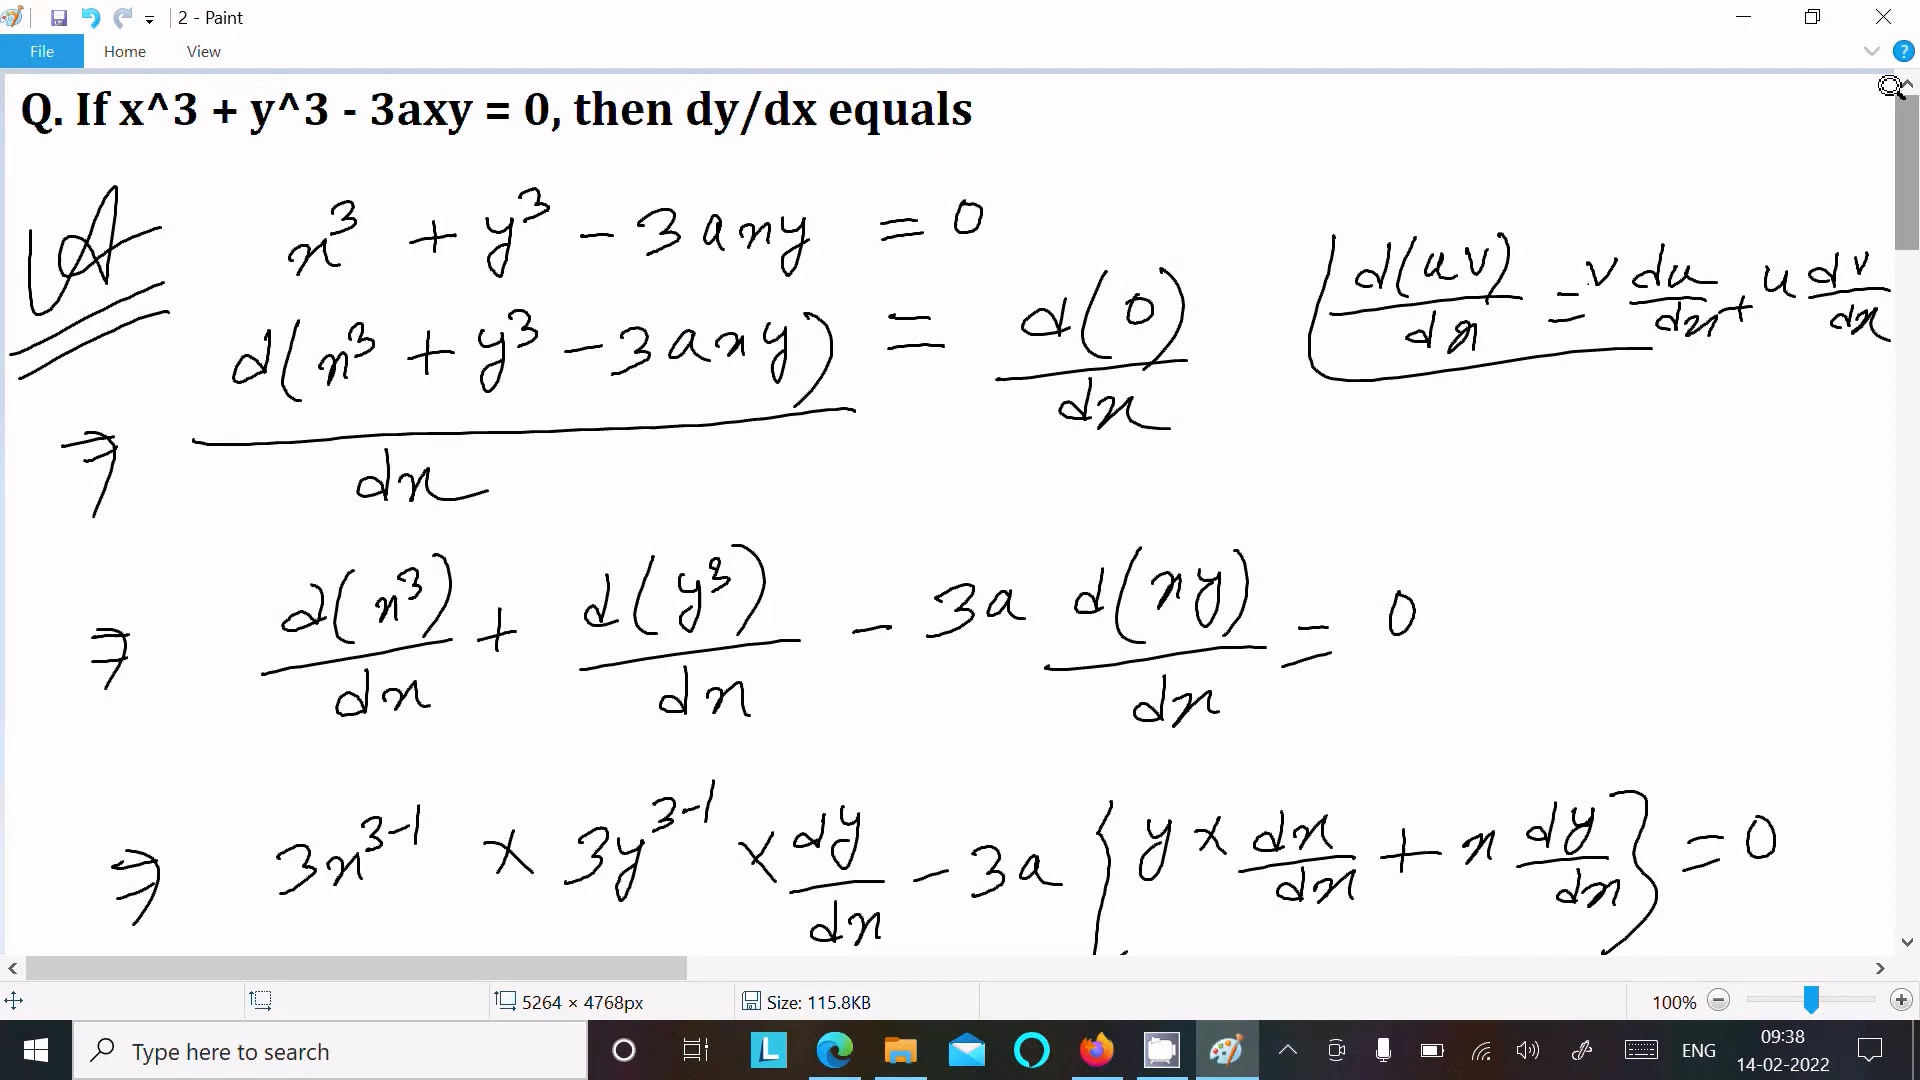 2 - Paint
File Home View
Q. If x^3 + y^3 - 3axy = 0, then dy/dx equals
A
x³ + y³ - 3axy = 0
d(x³ + y³ - 3axy)/dx = d(0)/dx
d(uv)/dx = v du/dx + u dv/dx
⇒ d(x³)/dx + d(y³)/dx - 3a d(xy)/dx = 0
⇒ 3x³⁻¹ × 3y³⁻¹ × dy/dx - 3a {y × dx/dx + x dy/dx} = 0
5264 × 4768px Size: 115.8KB 100%
Type here to search
L
ENG
09:38
14-02-2022